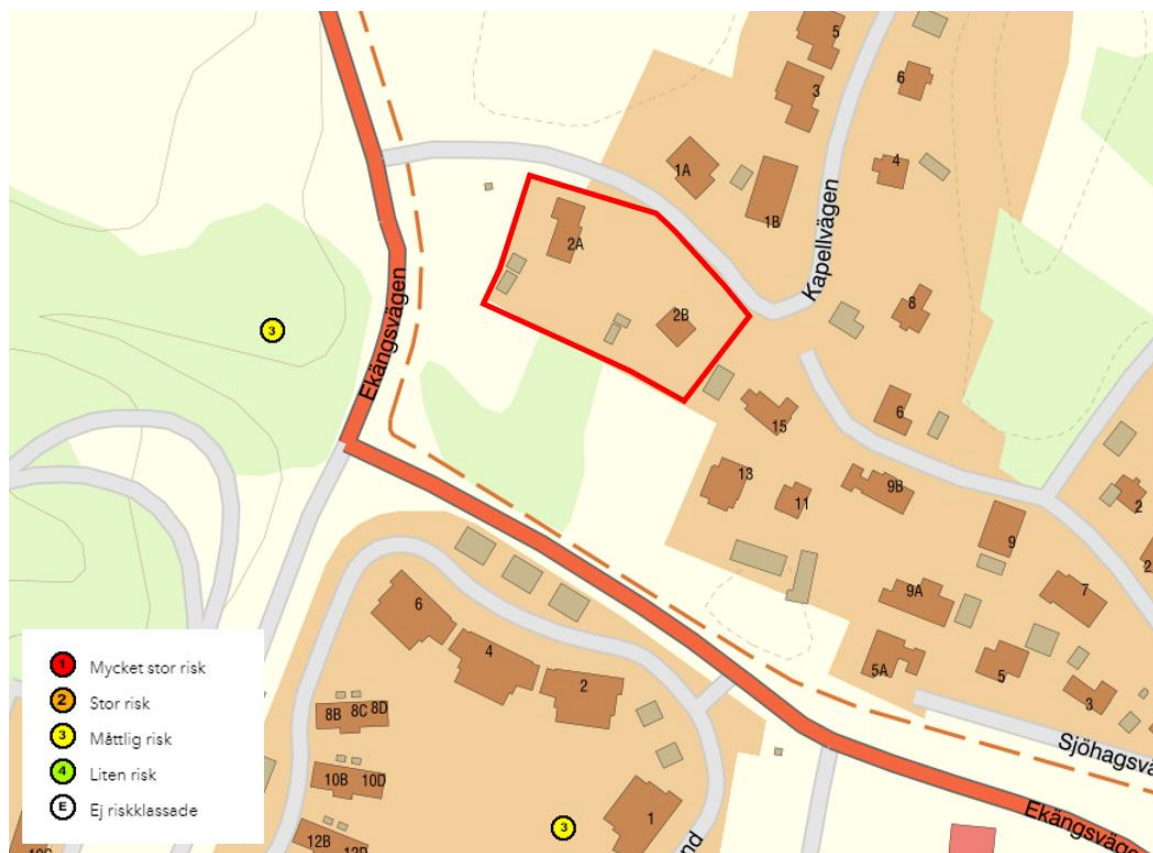 5
3
6
4
1A
1B
Kapellvägen
2A
2B
8
3
Ekängsvägen
6
15
13
11
9B
2
9
2
6
4
2
9A
7
5A
5
3
8B 8C 8D
10B 10D
12B
1
3
Sjöhagsvä
Ekängsväge
nd
1 Mycket stor risk
2 Stor risk
3 Måttlig risk
4 Liten risk
E Ej riskklassade